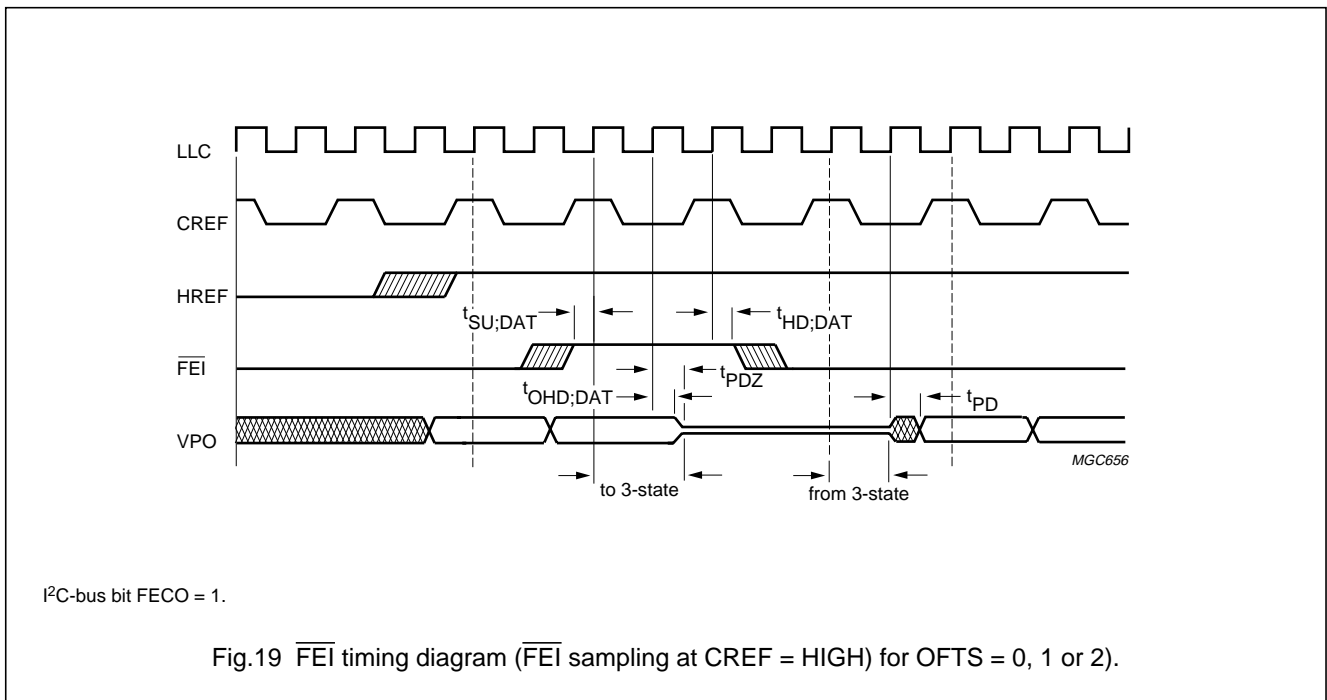 LLC
CREF
HREF
tSU;DAT
tHD;DAT
FEI
tPDZ
tOHD;DAT
tPD
VPO
MGC656
to 3-state
from 3-state
I2C-bus bit FECO = 1.
Fig.19 FEI timing diagram (FEI sampling at CREF = HIGH) for OFTS = 0, 1 or 2).